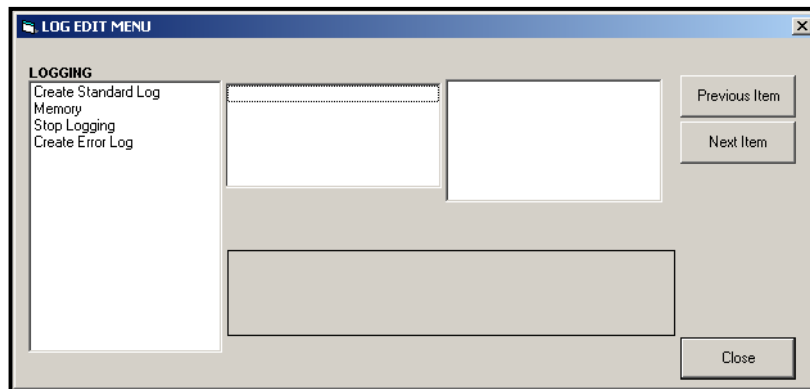 LOG EDIT MENU
LOGGING
Create Standard Log
Memory
Stop Logging
Create Error Log
Previous Item
Next Item
Close